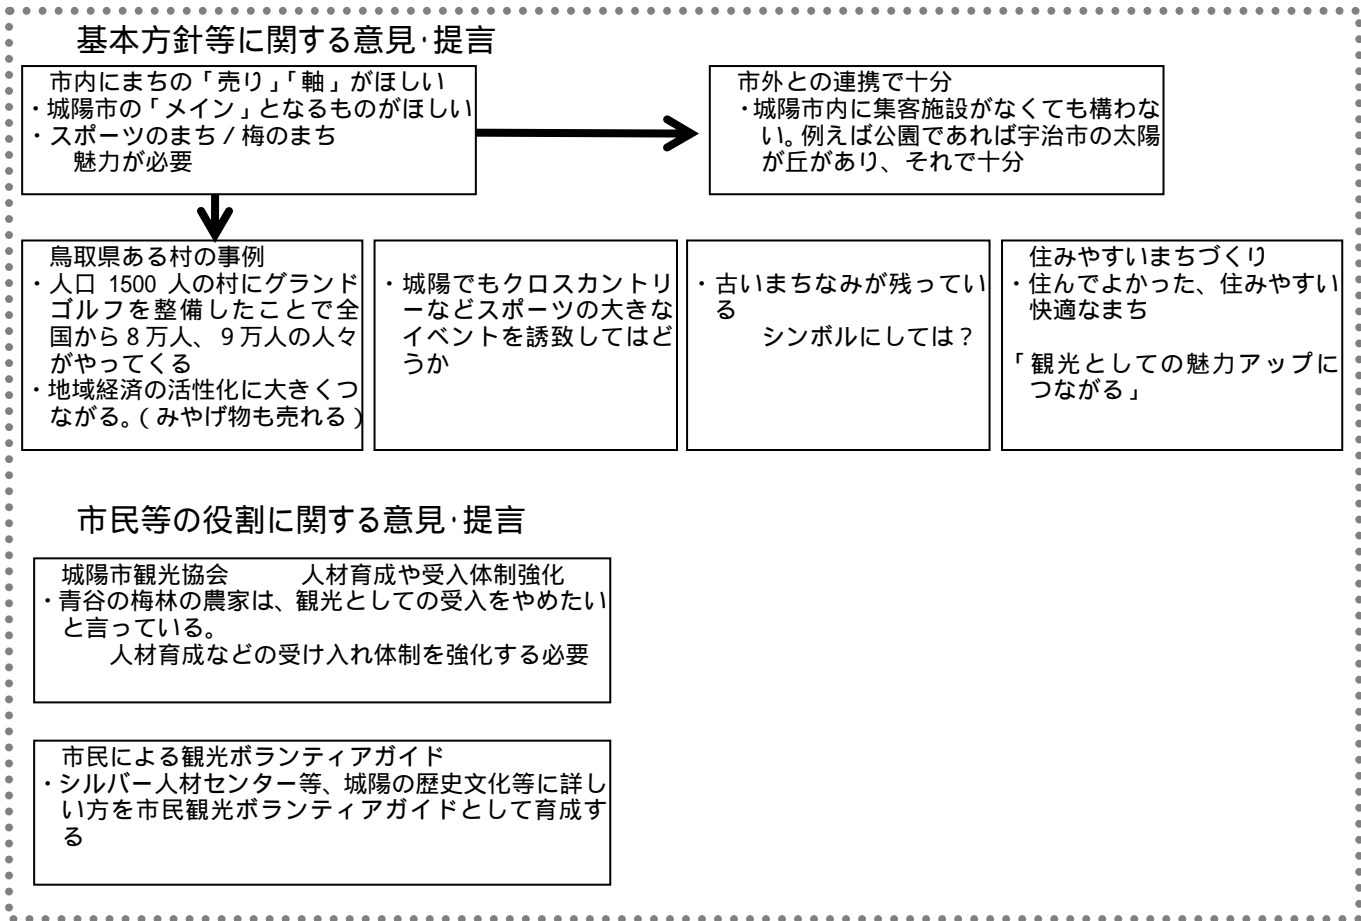 基本方針等に関する意見・提言
市内にまちの「売り」「軸」がほしい
・城陽市の「メイン」となるものがほしい
・スポーツのまち/梅のまち
魅力が必要
市外との連携で十分
・城陽市内に集客施設がなくても構わな
い。例えば公園であれば宇治市の太陽
が丘があり、それで十分
鳥取県ある村の事例
・人口 1500 人の村にグランド
ゴルフを整備したことで全
国から8万人、9万人の人々
がやってくる
・地域経済の活性化に大きくつ
ながる。(みやげ物も売れる)
・城陽でもクロスカントリ
ーなどスポーツの大きな
イベントを誘致してはど
うか
・古いまちなみが残ってい
る
シンボルにしては?
住みやすいまちづくり
・住んでよかった、住みやすい
快適なまち
「観光としての魅力アップに
つながる」
市民等の役割に関する意見・提言
城陽市観光協会 人材育成や受入体制強化
・青谷の梅林の農家は、観光としての受入をやめたい
と言っている。
人材育成などの受け入れ体制を強化する必要
市民による観光ボランティアガイド
・シルバー人材センター等、城陽の歴史文化等に詳し
い方を市民観光ボランティアガイドとして育成す
る